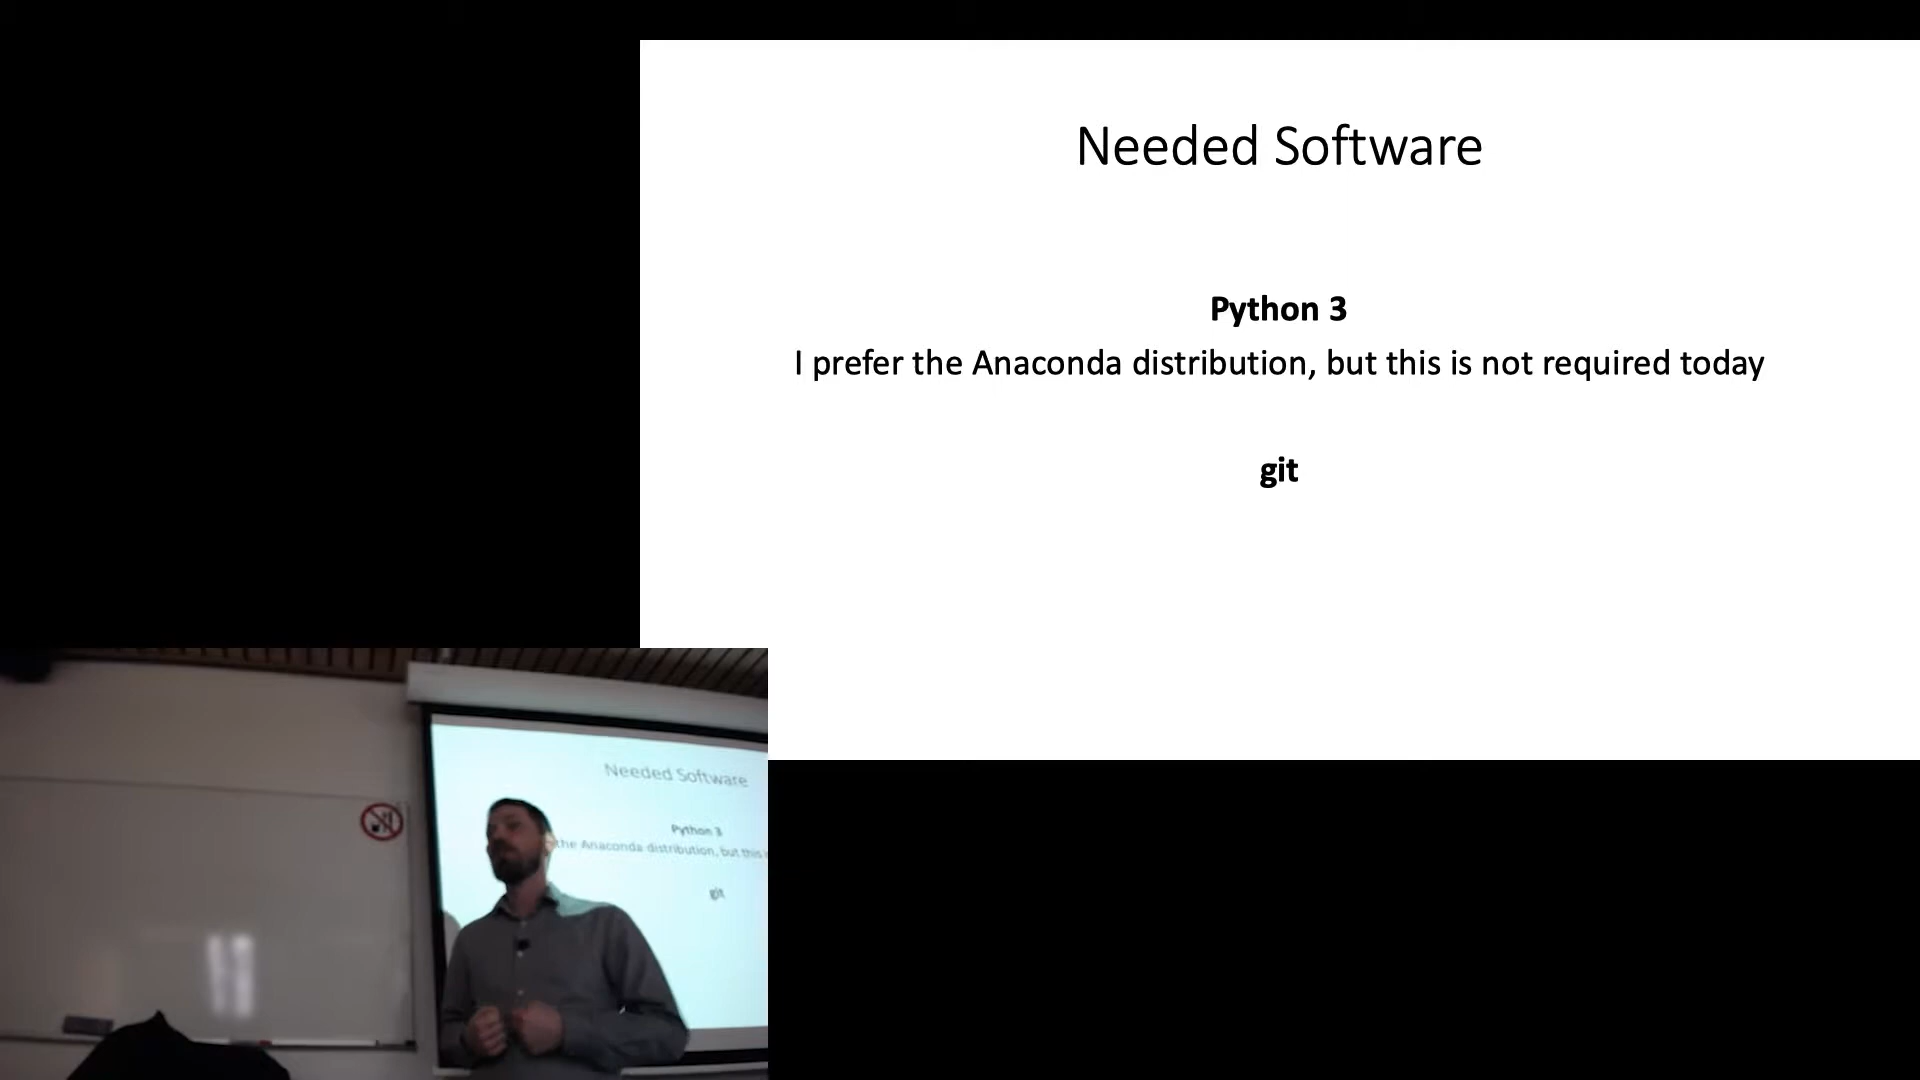 Needed Software
Python 3
I prefer the Anaconda distribution, but this is not required today
git
Needed Software
Python 3
the Anaconda distribution, but this
git